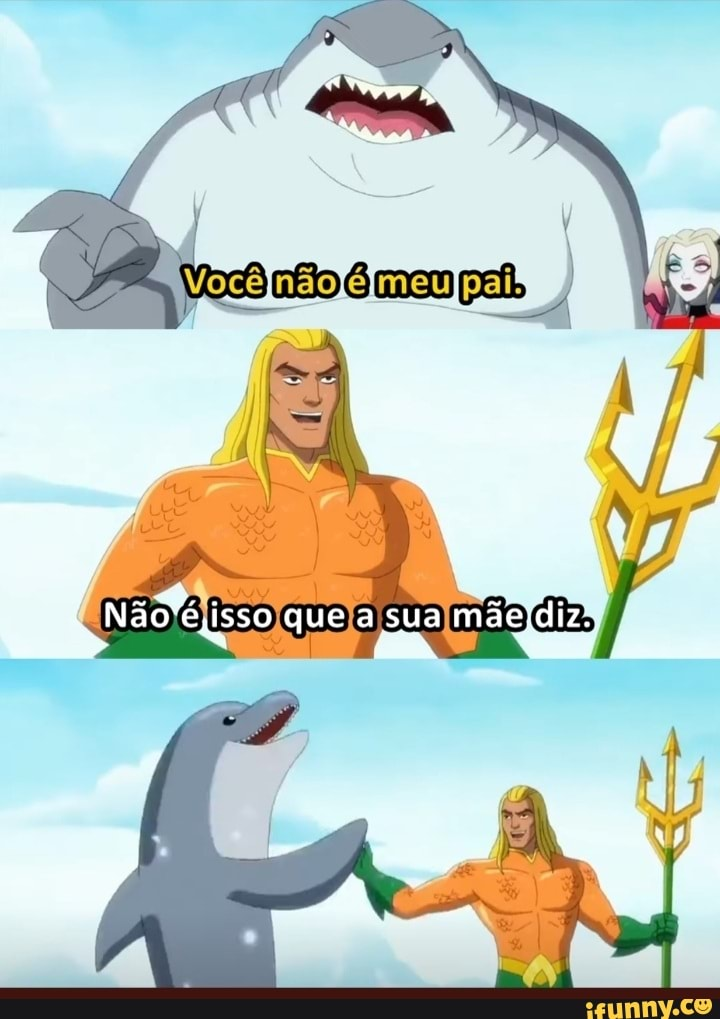 Você não é meu pai.
Não é isso que a sua mãe diz.
ifunny.co